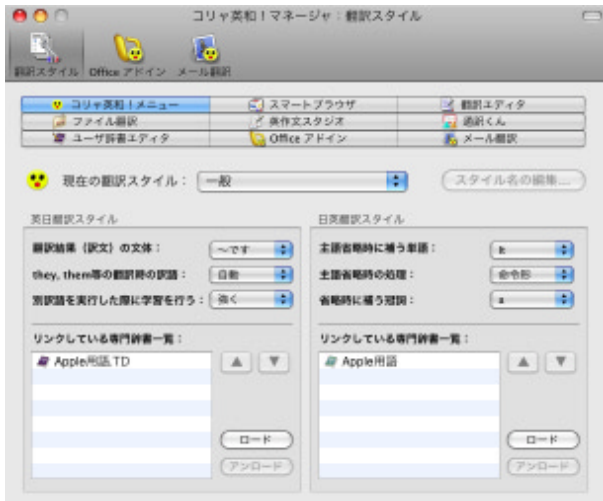 コリャ英和！マネージャ：翻訳スタイル
翻訳スタイル Office アドイン メール翻訳
コリャ英和！メニュー スマートブラウザ 翻訳エディタ
ファイル翻訳 英作文スタジオ 通訳くん
ユーザ辞書エディタ Office アドイン メール翻訳
現在の翻訳スタイル： 一般 スタイル名の編集...
英日翻訳スタイル 日英翻訳スタイル
翻訳結果（訳文）の文体： 〜です 主語省略時に補う単語： it
they, them等の翻訳時の訳語： 自動 主語省略時の処理： 命令形
別訳語を実行した際に学習を行う： 強く 省略時に補う冠詞： a
リンクしている専門辞書一覧： リンクしている専門辞書一覧：
Apple用語.TD Apple用語
ロード ロード
アンロード アンロード